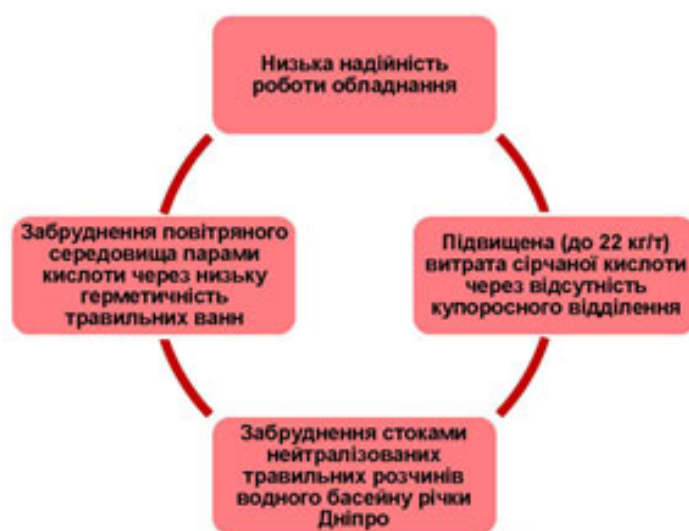 Низька надійність
роботи обладнання
Підвищена (до 22 кг/т)
витрата сірчаної кислоти
через відсутність
купоросного відділення
Забруднення стоками
нейтралізованих
травильних розчинів
водного басейну річки
Дніпро
Забруднення повітряного
середовища парами
кислоти через низьку
герметичність
травильних ванн